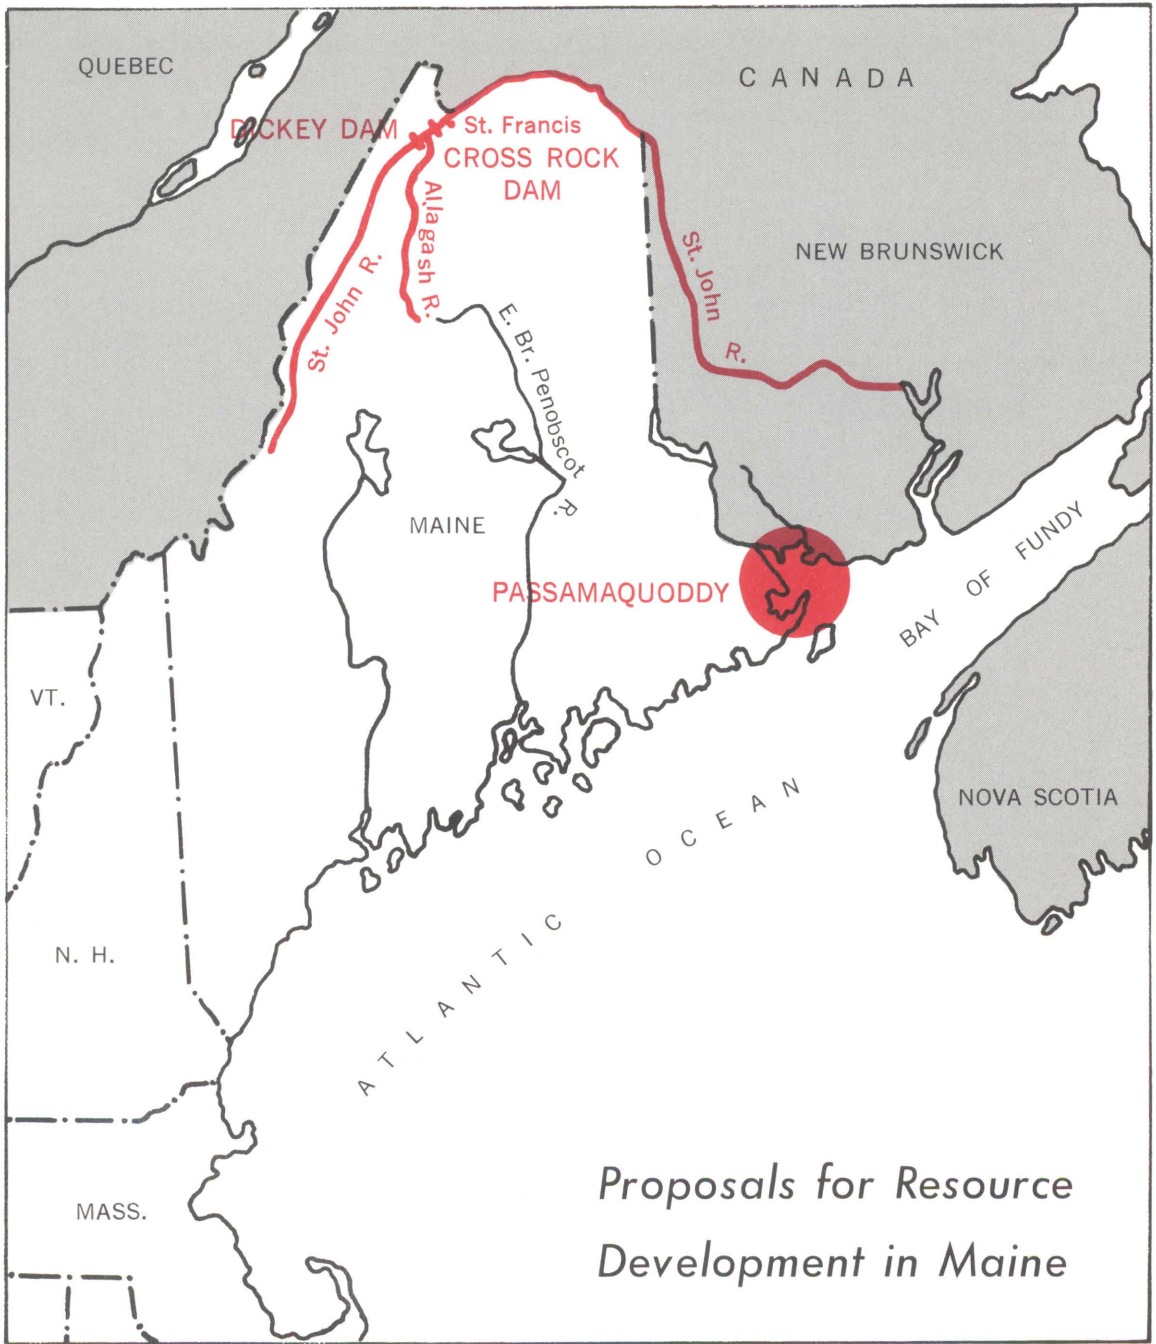 QUEBEC
CANADA
DICKEY DAM
St. Francis
CROSS ROCK
DAM
Allagash R.
St. John R.
St. John R.
NEW BRUNSWICK
E. Br. Penobscot R.
MAINE
PASSAMAQUODDY
BAY OF FUNDY
VT.
NOVA SCOTIA
ATLANTIC OCEAN
N. H.
MASS.
Proposals for Resource
Development in Maine